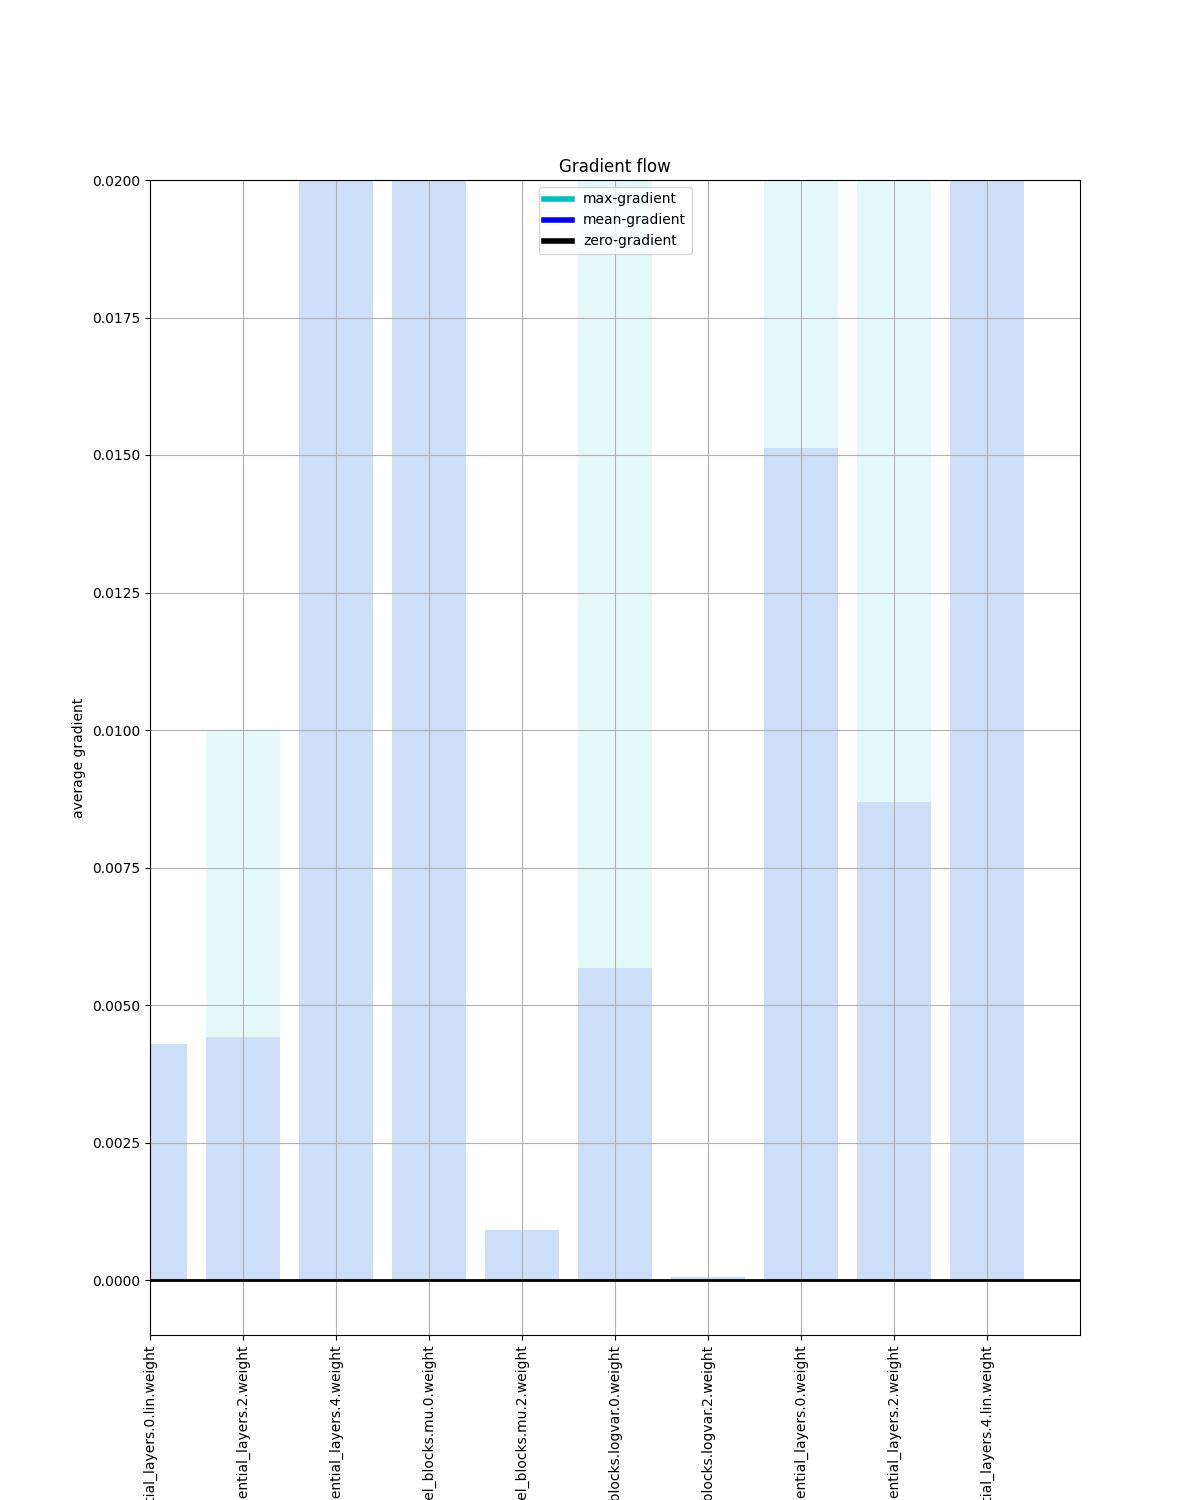 Gradient flow
max-gradient
mean-gradient
zero-gradient
0.0200
0.0175
0.0150
0.0125
0.0100
0.0075
0.0050
0.0025
0.0000
average gradient
tial_layers.0.lin.weight
ential_layers.2.weight
ential_layers.4.weight
el_blocks.mu.0.weight
el_blocks.mu.2.weight
blocks.logvar.0.weight
blocks.logvar.2.weight
ential_layers.0.weight
ential_layers.2.weight
tial_layers.4.lin.weight